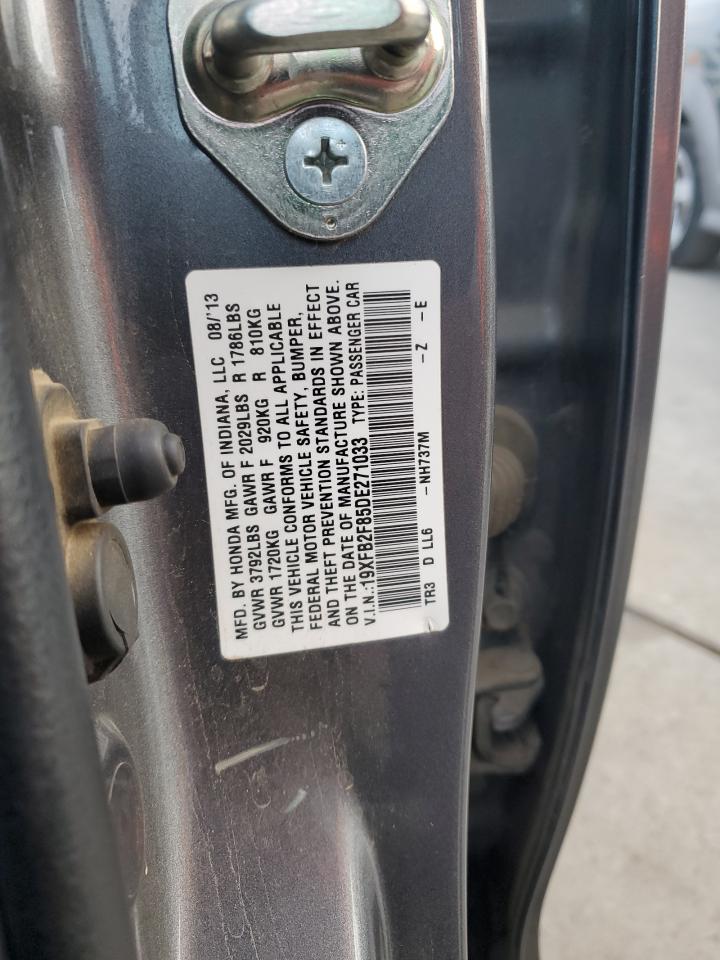 MFD. BY HONDA MFG. OF INDIANA, LLC 08/'13
GVWR 3792LBS GAWR F 2029LBS R 1786LBS
GVWR 1720KG GAWR F 920KG R 810KG
THIS VEHICLE CONFORMS TO ALL APPLICABLE
FEDERAL MOTOR VEHICLE SAFETY, BUMPER,
AND THEFT PREVENTION STANDARDS IN EFFECT
ON THE DATE OF MANUFACTURE SHOWN ABOVE.
V.I.N.:19XFB2F85DE271033 TYPE: PASSENGER CAR
TR3 D LL6 -NH737M -Z -E